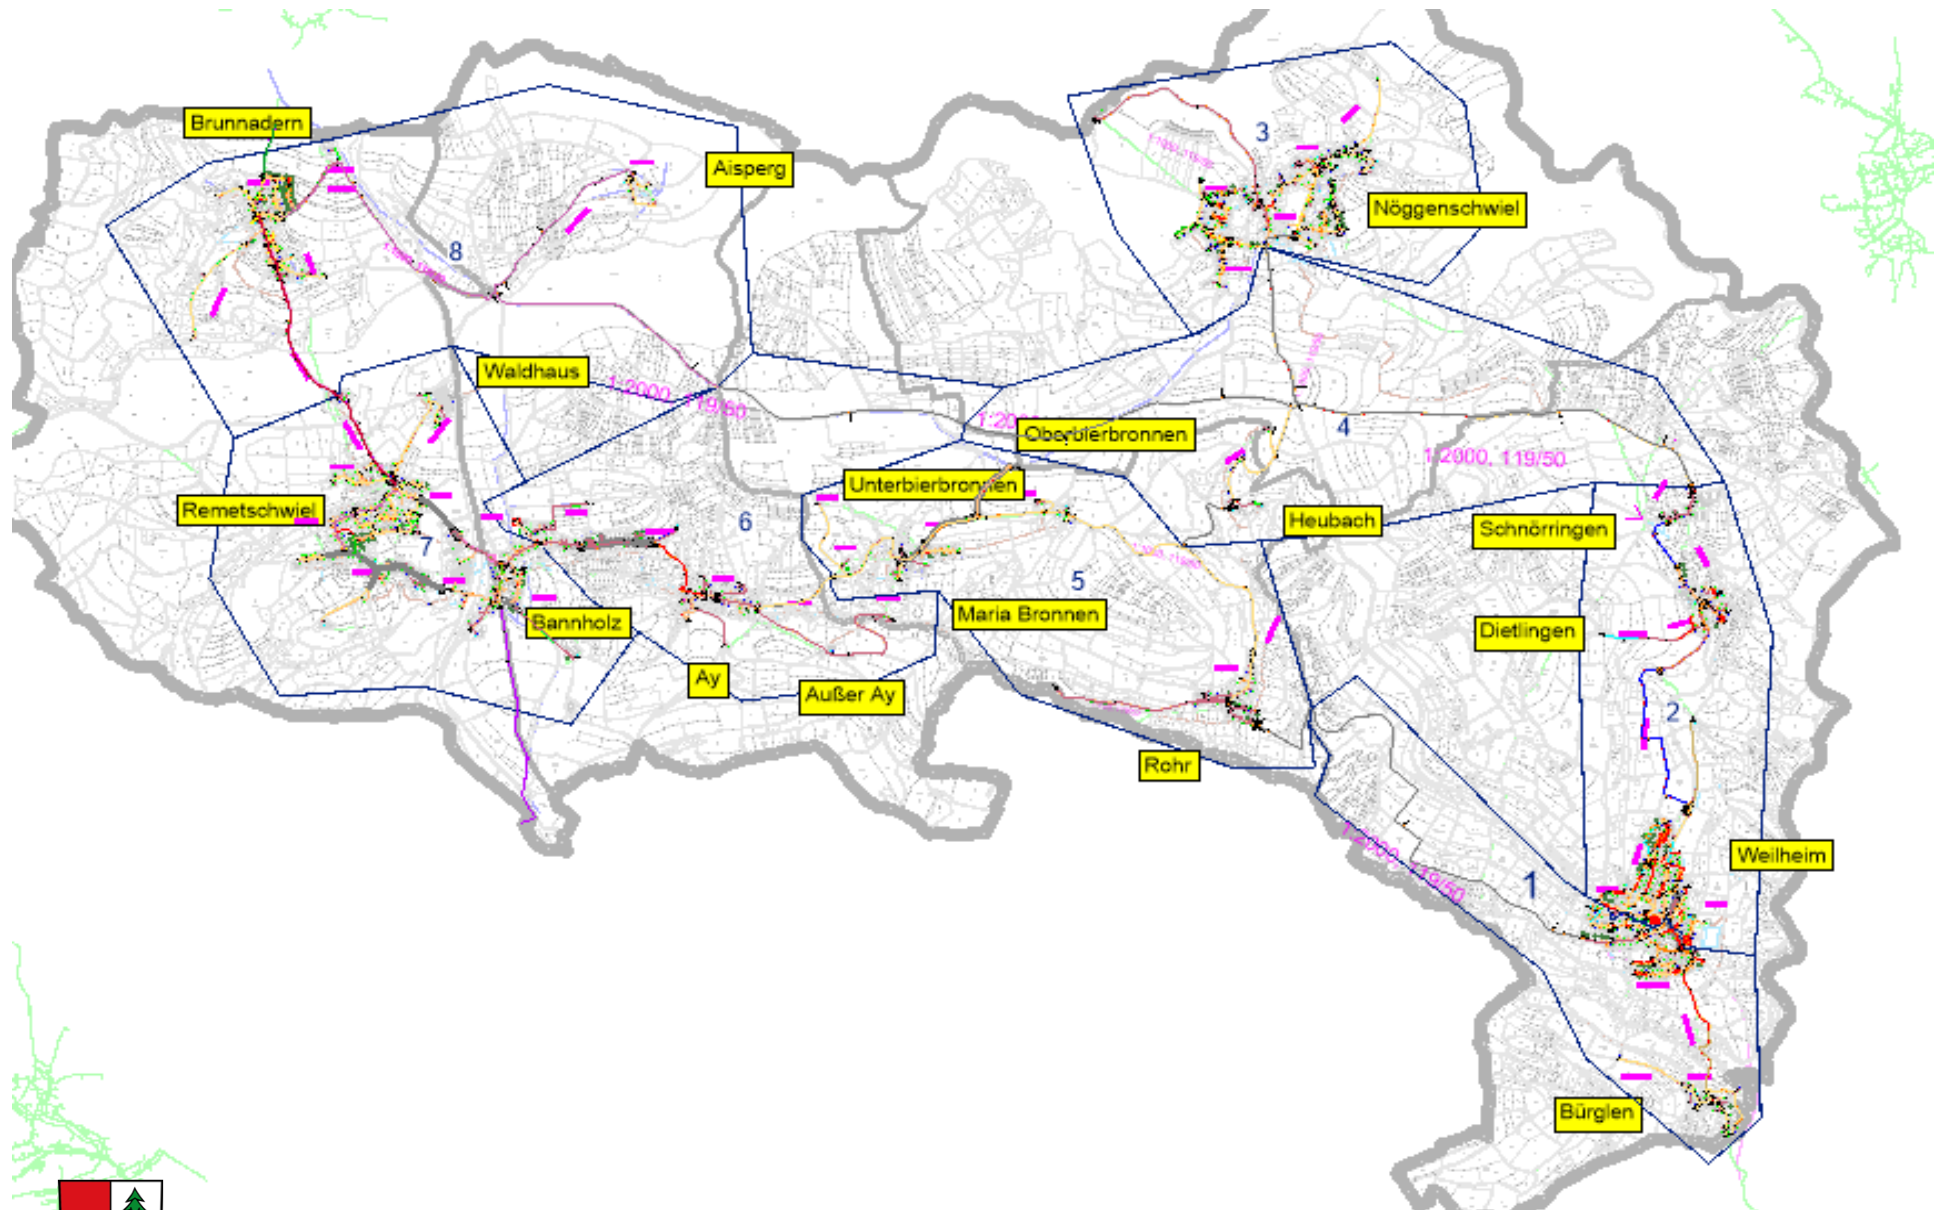 Brunnadern
Aisperg
3
Nöggenschwiel
8
Waldhaus
1:2000, 119/50
Oberbierbronnen
4
1:2000, 119/50
Unterbierbronnen
Remetschwiel
6
Heubach
Schnörringen
7
5
Bannholz
Maria Bronnen
Dietlingen
Ay
Außer Ay
2
Rohr
1:2000, 119/50
Weilheim
1
Bürglen